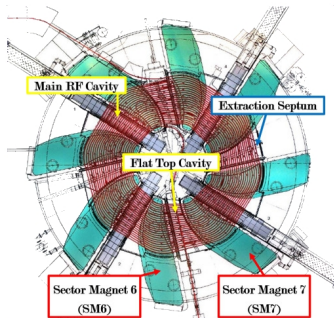 Main RF Cavity
Extraction Septum
Flat Top Cavity
Sector Magnet 6
(SM6)
Sector Magnet 7
(SM7)